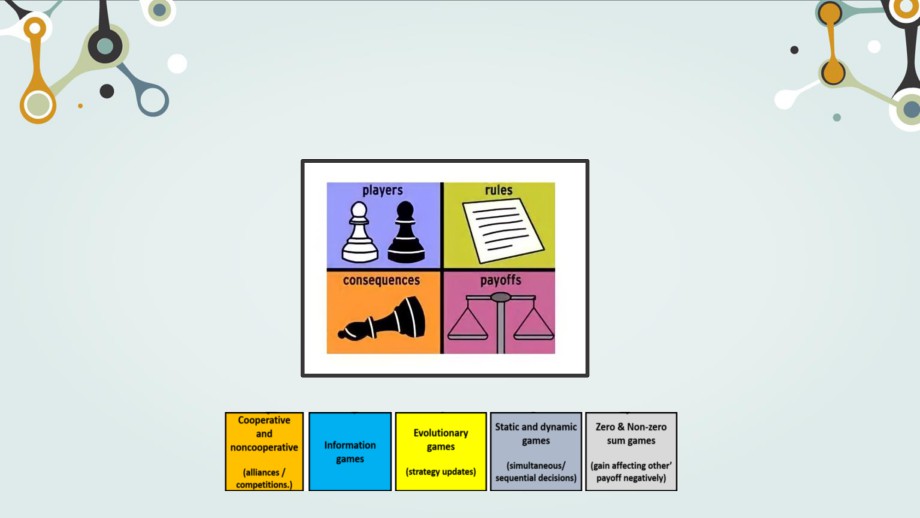 players
rules
consequences
payoffs
Cooperative
and
noncooperative
(alliances /
competitions.)
Information
games
Evolutionary
games
(strategy updates)
Static and dynamic
games
(simultaneous/
sequential decisions)
Zero & Non-zero
sum games
(gain affecting other'
payoff negatively)